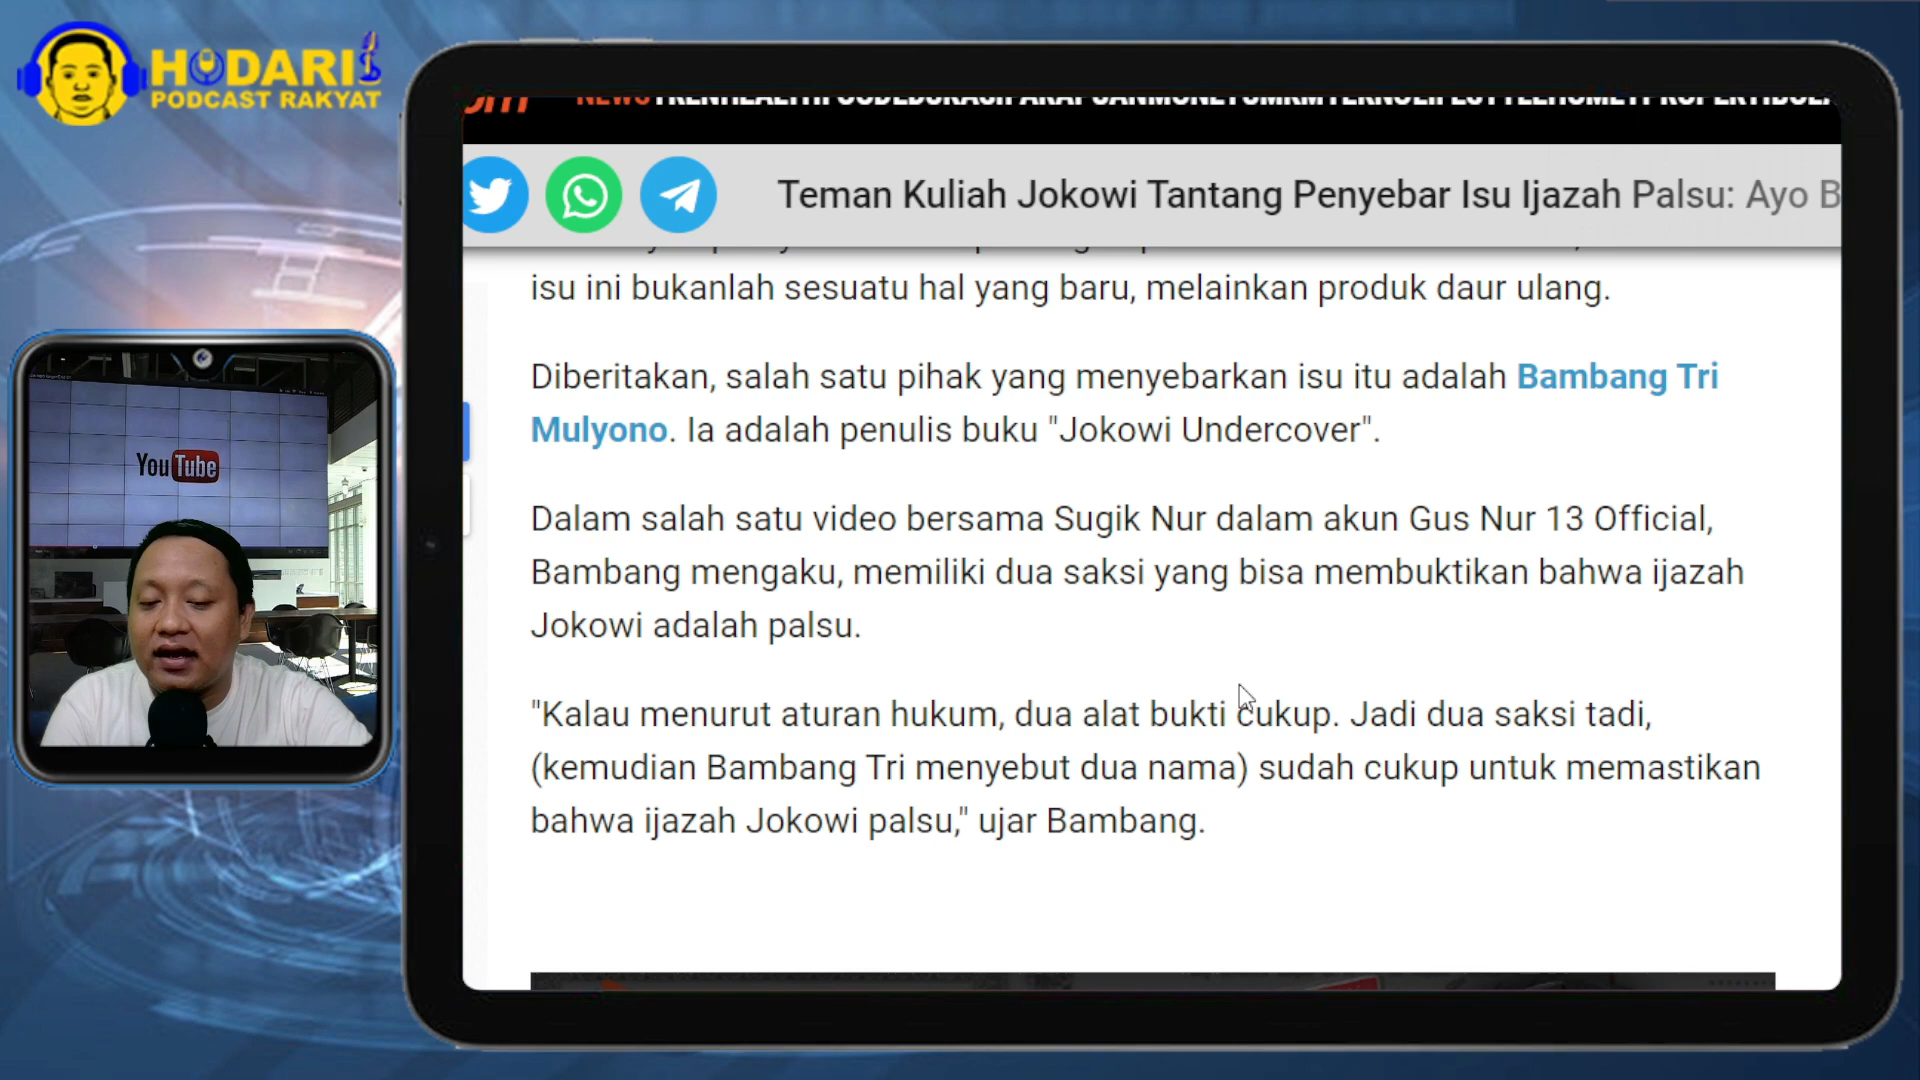 HODARI
PODCAST RAKYAT
YouTube
Teman Kuliah Jokowi Tantang Penyebar Isu Ijazah Palsu: Ayo B
isu ini bukanlah sesuatu hal yang baru, melainkan produk daur ulang.
Diberitakan, salah satu pihak yang menyebarkan isu itu adalah Bambang Tri
Mulyono. Ia adalah penulis buku "Jokowi Undercover".
Dalam salah satu video bersama Sugik Nur dalam akun Gus Nur 13 Official,
Bambang mengaku, memiliki dua saksi yang bisa membuktikan bahwa ijazah
Jokowi adalah palsu.
"Kalau menurut aturan hukum, dua alat bukti cukup. Jadi dua saksi tadi,
(kemudian Bambang Tri menyebut dua nama) sudah cukup untuk memastikan
bahwa ijazah Jokowi palsu," ujar Bambang.